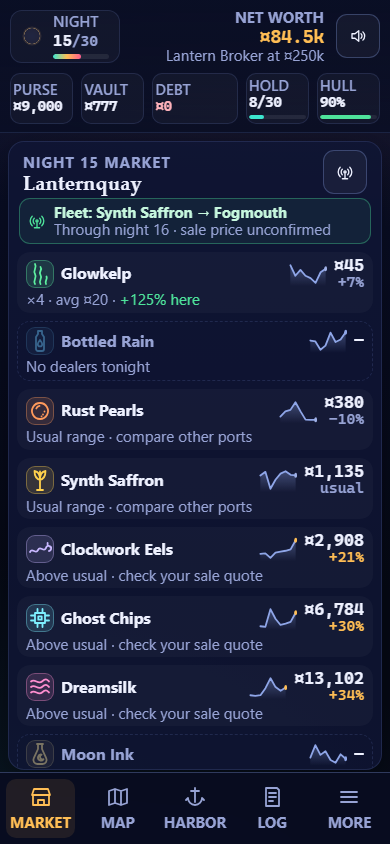 NIGHT
15/30
NET WORTH
¤84.5k
Lantern Broker at ¤250k
PURSE
¤9,000
VAULT
¤777
DEBT
¤0
HOLD
8/30
HULL
90%
NIGHT 15 MARKET
Lanternquay
Fleet: Synth Saffron → Fogmouth
Through night 16 · sale price unconfirmed
Glowkelp
¤45
+7%
×4 · avg ¤20 · +125% here
Bottled Rain
—
No dealers tonight
Rust Pearls
¤380
−10%
Usual range · compare other ports
Synth Saffron
¤1,135
usual
Usual range · compare other ports
Clockwork Eels
¤2,908
+21%
Above usual · check your sale quote
Ghost Chips
¤6,784
+30%
Above usual · check your sale quote
Dreamsilk
¤13,102
+34%
Above usual · check your sale quote
Moon Ink
—
MARKET
MAP
HARBOR
LOG
MORE